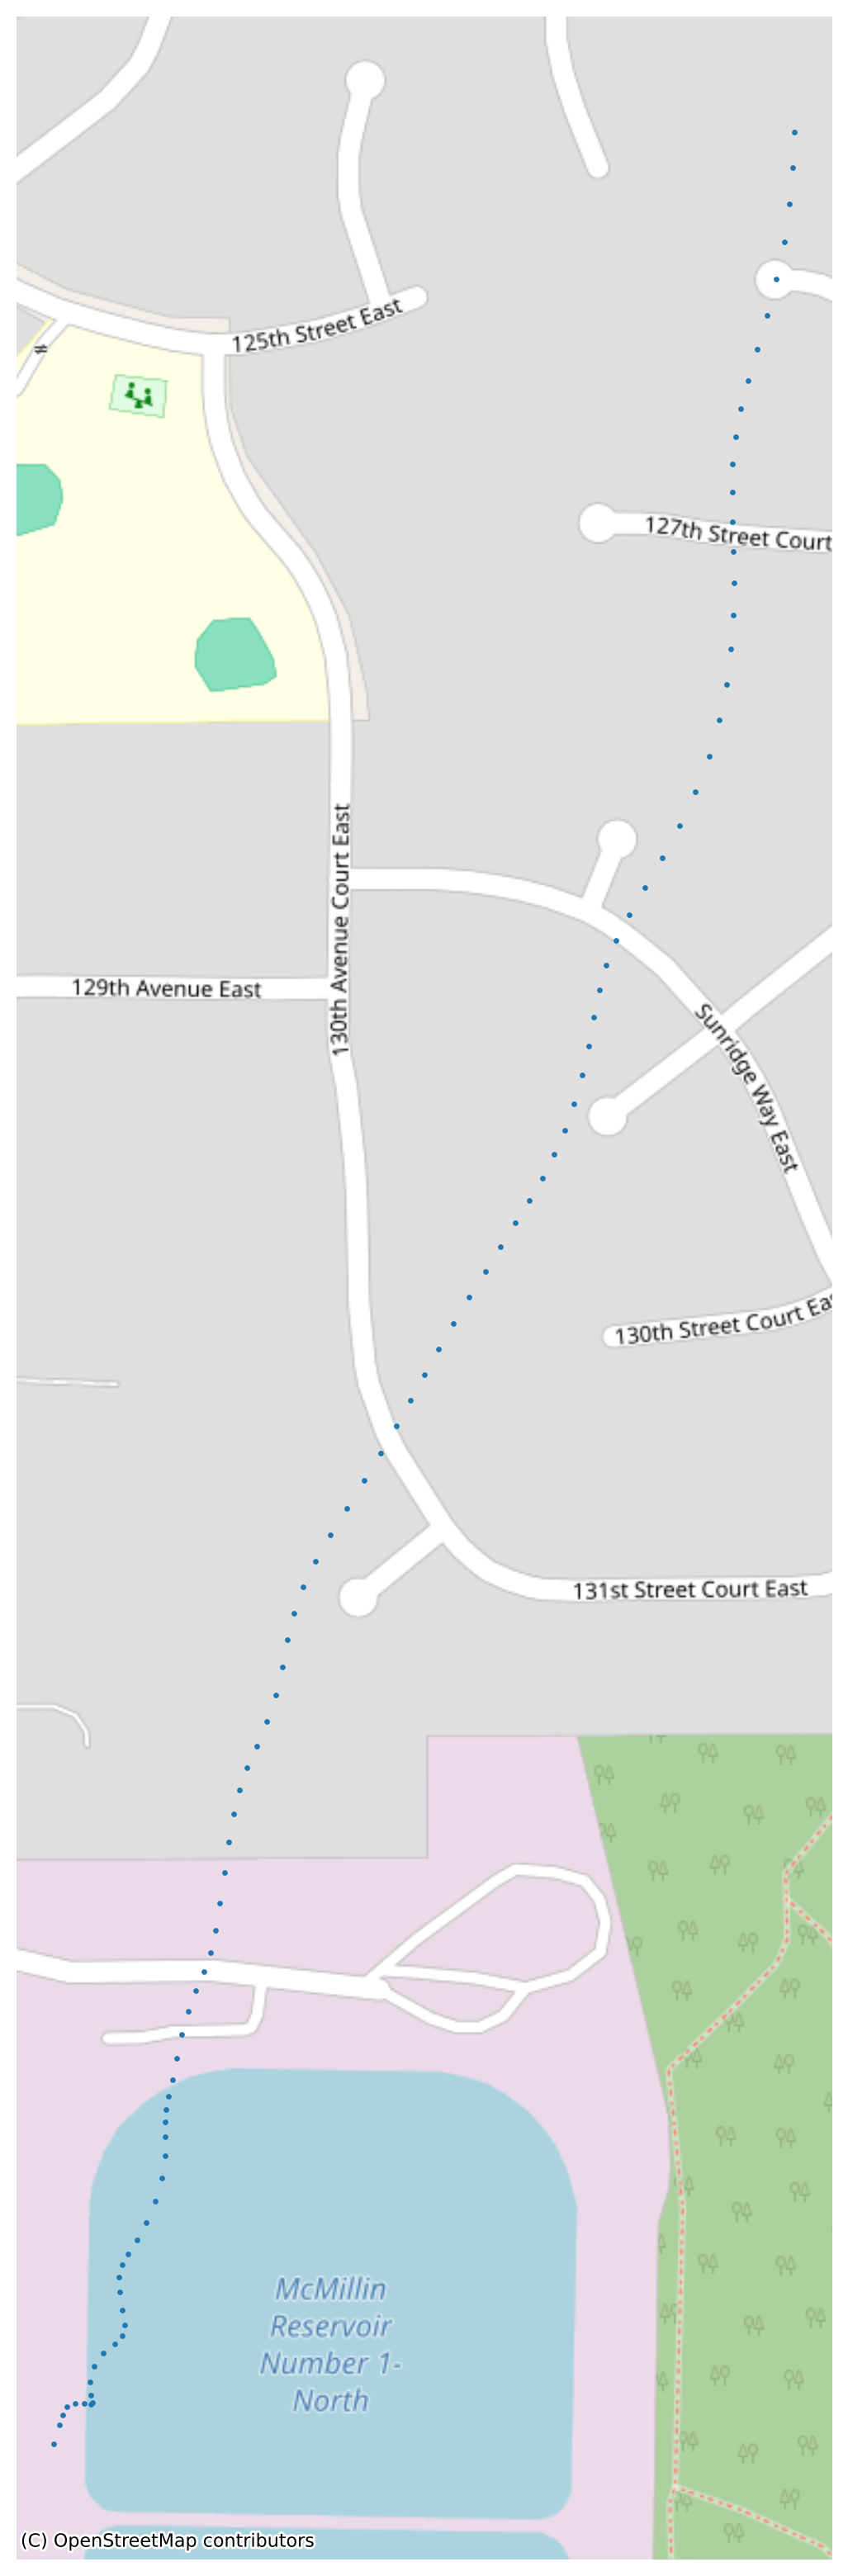 125th Street East
127th Street Court
130th Avenue Court East
129th Avenue East
Sunridge Way East
130th Street Court Ea
131st Street Court East
McMillin
Reservoir
Number 1-
North
(C) OpenStreetMap contributors